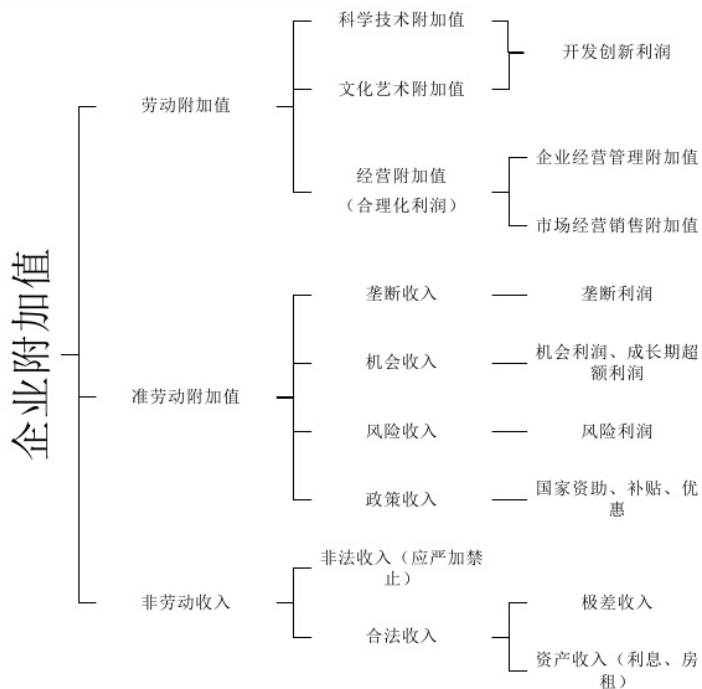 企业附加值
劳动附加值
科学技术附加值
文化艺术附加值
开发创新利润
经营附加值
（合理化利润）
企业经营管理附加值
市场经营销售附加值
准劳动附加值
垄断收入
垄断利润
机会收入
机会利润、成长期超
额利润
风险收入
风险利润
政策收入
国家资助、补贴、优
惠
非劳动收入
非法收入（应严加禁
止）
合法收入
极差收入
资产收入（利息、房
租）